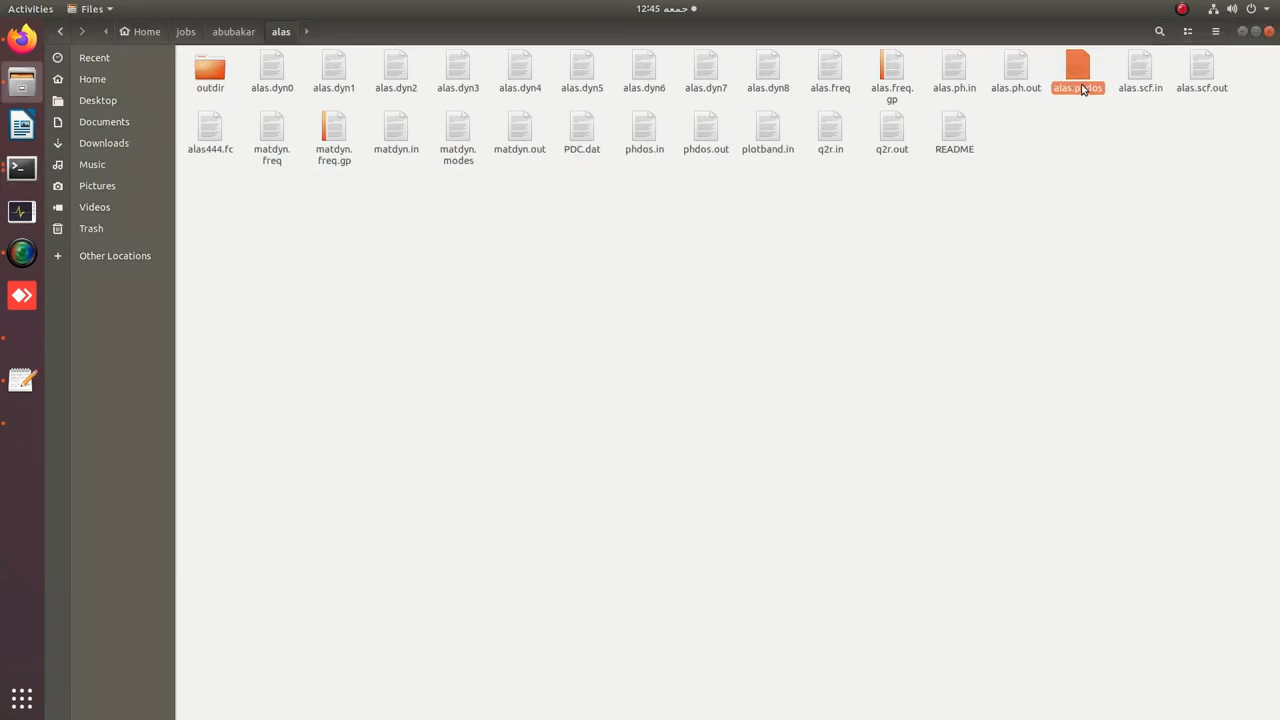 Activities Files جمعه 12:45
Home jobs abubakar alas
Recent
Home
Desktop
Documents
Downloads
Music
Pictures
Videos
Trash
Other Locations
outdir alas.dyn0 alas.dyn1 alas.dyn2 alas.dyn3 alas.dyn4 alas.dyn5 alas.dyn6 alas.dyn7 alas.dyn8 alas.freq alas.freq. alas.ph.in alas.ph.out alas.phdos alas.scf.in alas.scf.out
gp
alas444.fc matdyn. matdyn. matdyn.in matdyn. matdyn.out PDC.dat phdos.in phdos.out plotband.in q2r.in q2r.out README
freq freq.gp modes